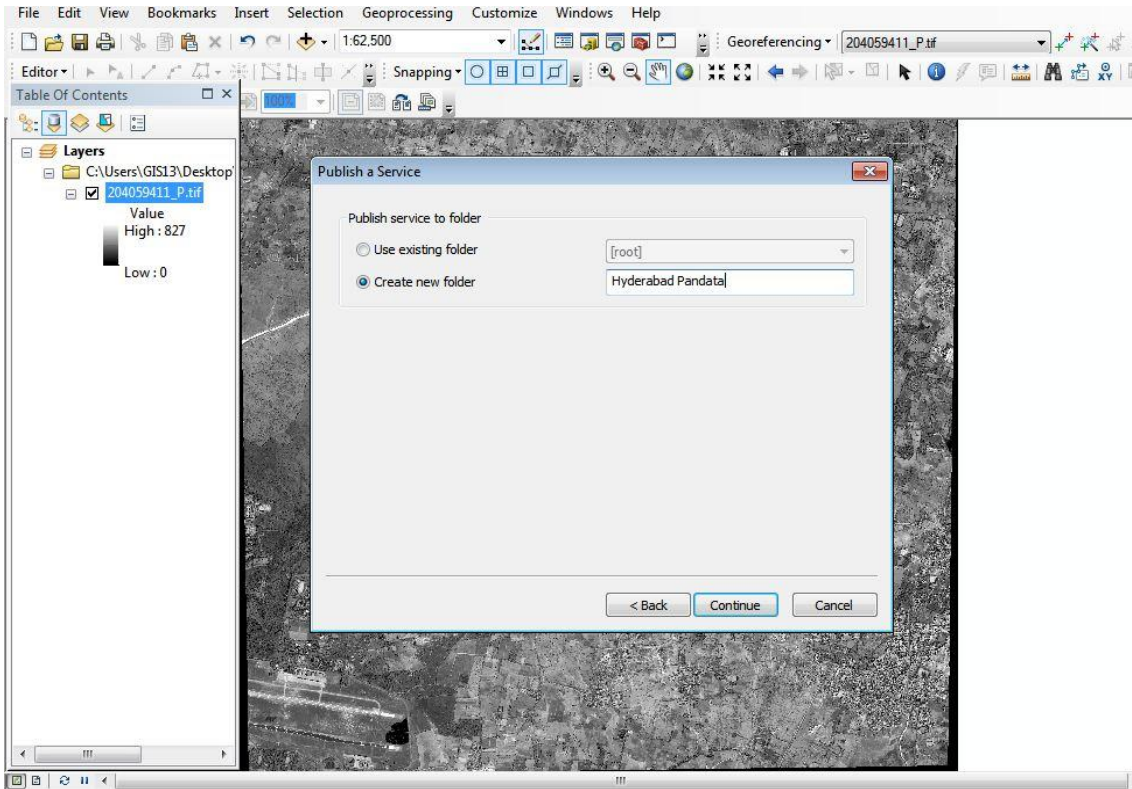 File Edit View Bookmarks Insert Selection Geoprocessing Customize Windows Help
1:62,500 Georeferencing 204059411_P.tif
Editor Snapping
Table Of Contents 100%
Layers
C:\Users\GIS13\Desktop\
204059411_P.tif
Value
High : 827
Low : 0
Publish a Service
Publish service to folder
Use existing folder [root]
Create new folder Hyderabad Pandata
< Back Continue Cancel